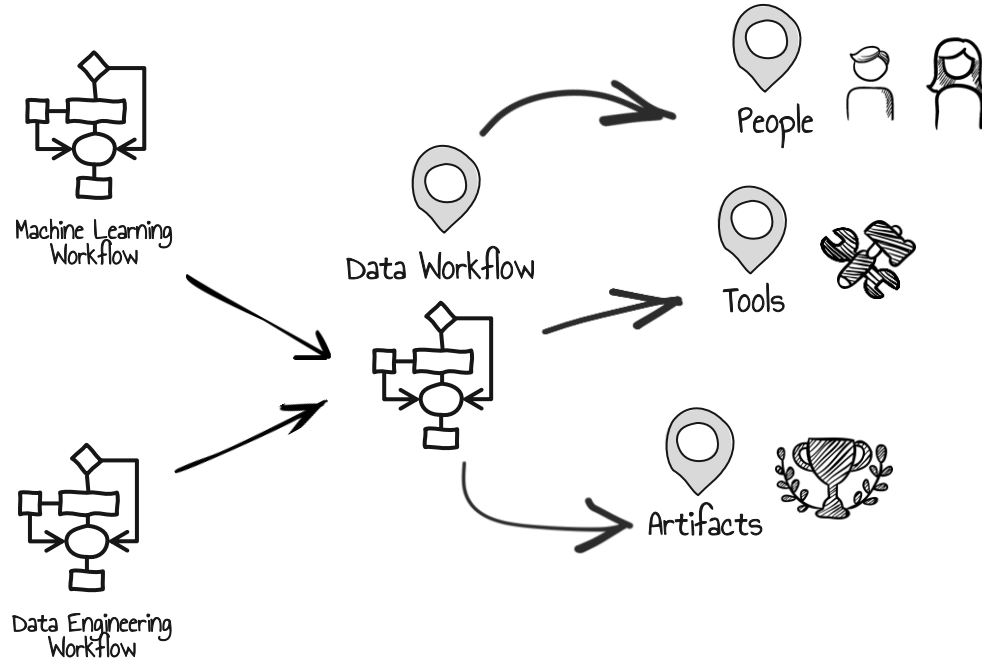 People
Machine Learning
Workflow
Data Workflow
Tools
Artifacts
Data Engineering
Workflow